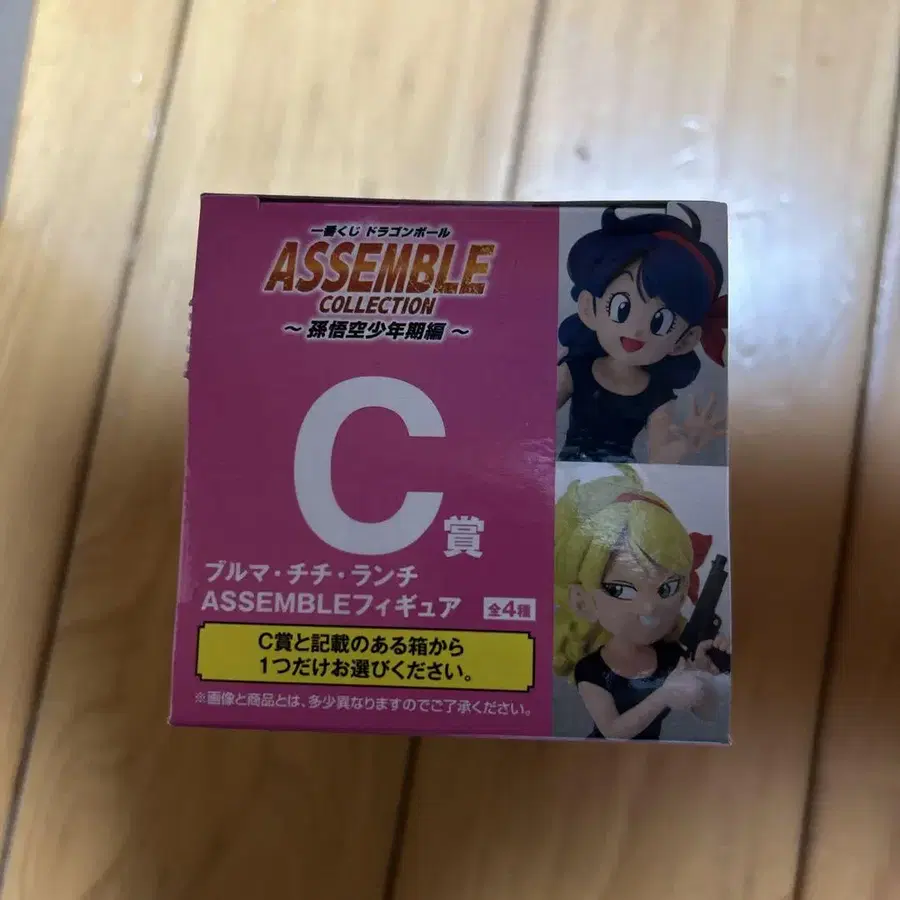 一番くじ ドラゴンボール
ASSEMBLE
COLLECTION
～ 孫悟空少年期編 ～
C賞
ブルマ・チチ・ランチ
ASSEMBLEフィギュア 全4種
C賞と記載のある箱から
1つだけお選びください。
※画像と商品とは、多少異なりますのでご了承ください。